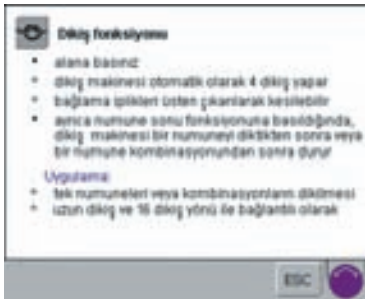 Dikiş fonksiyonu
• alana basınız
• dikiş makinesi otomatik olarak 4 dikiş yapar
• bağlama iplikleri üstten çıkarılarak kesilebilir
• ayrıca numune sonu fonksiyonuna basıldığında,
dikiş makinesi bir numuneyi diktikten sonra veya
bir numune kombinasyonundan sonra durur
Uygulama:
• tek numuneleri veya kombinasyonların dikilmesi
• uzun dikiş ve 16 dikiş yönü ile bağlantılı olarak
ESC